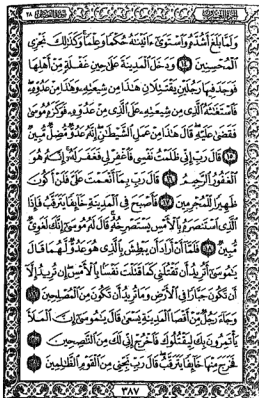 وَلَمَّا بَلَغَ أَشُدَّهُۥ وَٱسْتَوَىٰٓ ءَاتَيْنَـٰهُ حُكْمًا وَعِلْمًا ۚ وَكَذَٰلِكَ نَجْزِى
ٱلْمُحْسِنِينَ ١٤ وَدَخَلَ ٱلْمَدِينَةَ عَلَىٰ حِينِ غَفْلَةٍ مِّنْ أَهْلِهَا
فَوَجَدَ فِيهَا رَجُلَيْنِ يَقْتَتِلَانِ هَـٰذَا مِن شِيعَتِهِۦ وَهَـٰذَا مِنْ عَدُوِّهِۦ ۖ
فَٱسْتَغَـٰثَهُ ٱلَّذِى مِن شِيعَتِهِۦ عَلَى ٱلَّذِى مِنْ عَدُوِّهِۦ فَوَكَزَهُۥ مُوسَىٰ
فَقَضَىٰ عَلَيْهِ ۖ قَالَ هَـٰذَا مِنْ عَمَلِ ٱلشَّيْطَـٰنِ ۖ إِنَّهُۥ عَدُوٌّ مُّضِلٌّ مُّبِينٌ
١٥ قَالَ رَبِّ إِنِّى ظَلَمْتُ نَفْسِى فَٱغْفِرْ لِى فَغَفَرَ لَهُۥٓ ۚ إِنَّهُۥ هُوَ
ٱلْغَفُورُ ٱلرَّحِيمُ ١٦ قَالَ رَبِّ بِمَآ أَنْعَمْتَ عَلَىَّ فَلَنْ أَكُونَ
ظَهِيرًا لِّلْمُجْرِمِينَ ١٧ فَأَصْبَحَ فِى ٱلْمَدِينَةِ خَآئِفًا يَتَرَقَّبُ فَإِذَا
ٱلَّذِى ٱسْتَنصَرَهُۥ بِٱلْأَمْسِ يَسْتَصْرِخُهُۥ ۚ قَالَ لَهُۥ مُوسَىٰٓ إِنَّكَ لَغَوِىٌّ
مُّبِينٌ ١٨ فَلَمَّآ أَنْ أَرَادَ أَن يَبْطِشَ بِٱلَّذِى هُوَ عَدُوٌّ لَّهُمَا قَالَ
يَـٰمُوسَىٰٓ أَتُرِيدُ أَن تَقْتُلَنِى كَمَا قَتَلْتَ نَفْسًۢا بِٱلْأَمْسِ ۖ إِن تُرِيدُ إِلَّآ
أَن تَكُونَ جَبَّارًا فِى ٱلْأَرْضِ وَمَا تُرِيدُ أَن تَكُونَ مِنَ ٱلْمُصْلِحِينَ ١٩
وَجَآءَ رَجُلٌ مِّنْ أَقْصَا ٱلْمَدِينَةِ يَسْعَىٰ قَالَ يَـٰمُوسَىٰٓ إِنَّ ٱلْمَلَأَ
يَأْتَمِرُونَ بِكَ لِيَقْتُلُوكَ فَٱخْرُجْ إِنِّى لَكَ مِنَ ٱلنَّـٰصِحِينَ ٢٠
فَخَرَجَ مِنْهَا خَآئِفًا يَتَرَقَّبُ ۖ قَالَ رَبِّ نَجِّنِى مِنَ ٱلْقَوْمِ ٱلظَّـٰلِمِينَ ٢١
٣٨٧